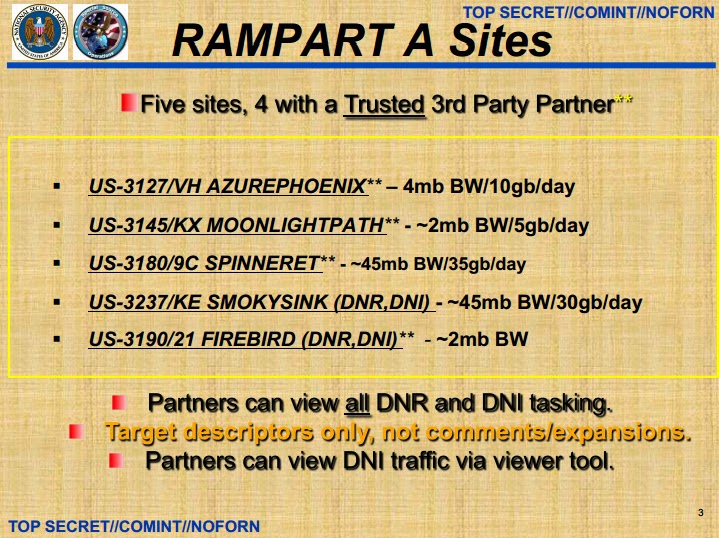 TOP SECRET//COMINT//NOFORN
RAMPART A Sites
Five sites, 4 with a Trusted 3rd Party Partner**
US-3127/VH AZUREPHOENIX** – 4mb BW/10gb/day
US-3145/KX MOONLIGHTPATH** - ~2mb BW/5gb/day
US-3180/9C SPINNERET** - ~45mb BW/35gb/day
US-3237/KE SMOKYSINK (DNR,DNI) - ~45mb BW/30gb/day
US-3190/21 FIREBIRD (DNR,DNI)** - ~2mb BW
Partners can view all DNR and DNI tasking.
Target descriptors only, not comments/expansions.
Partners can view DNI traffic via viewer tool.
3
TOP SECRET//COMINT//NOFORN